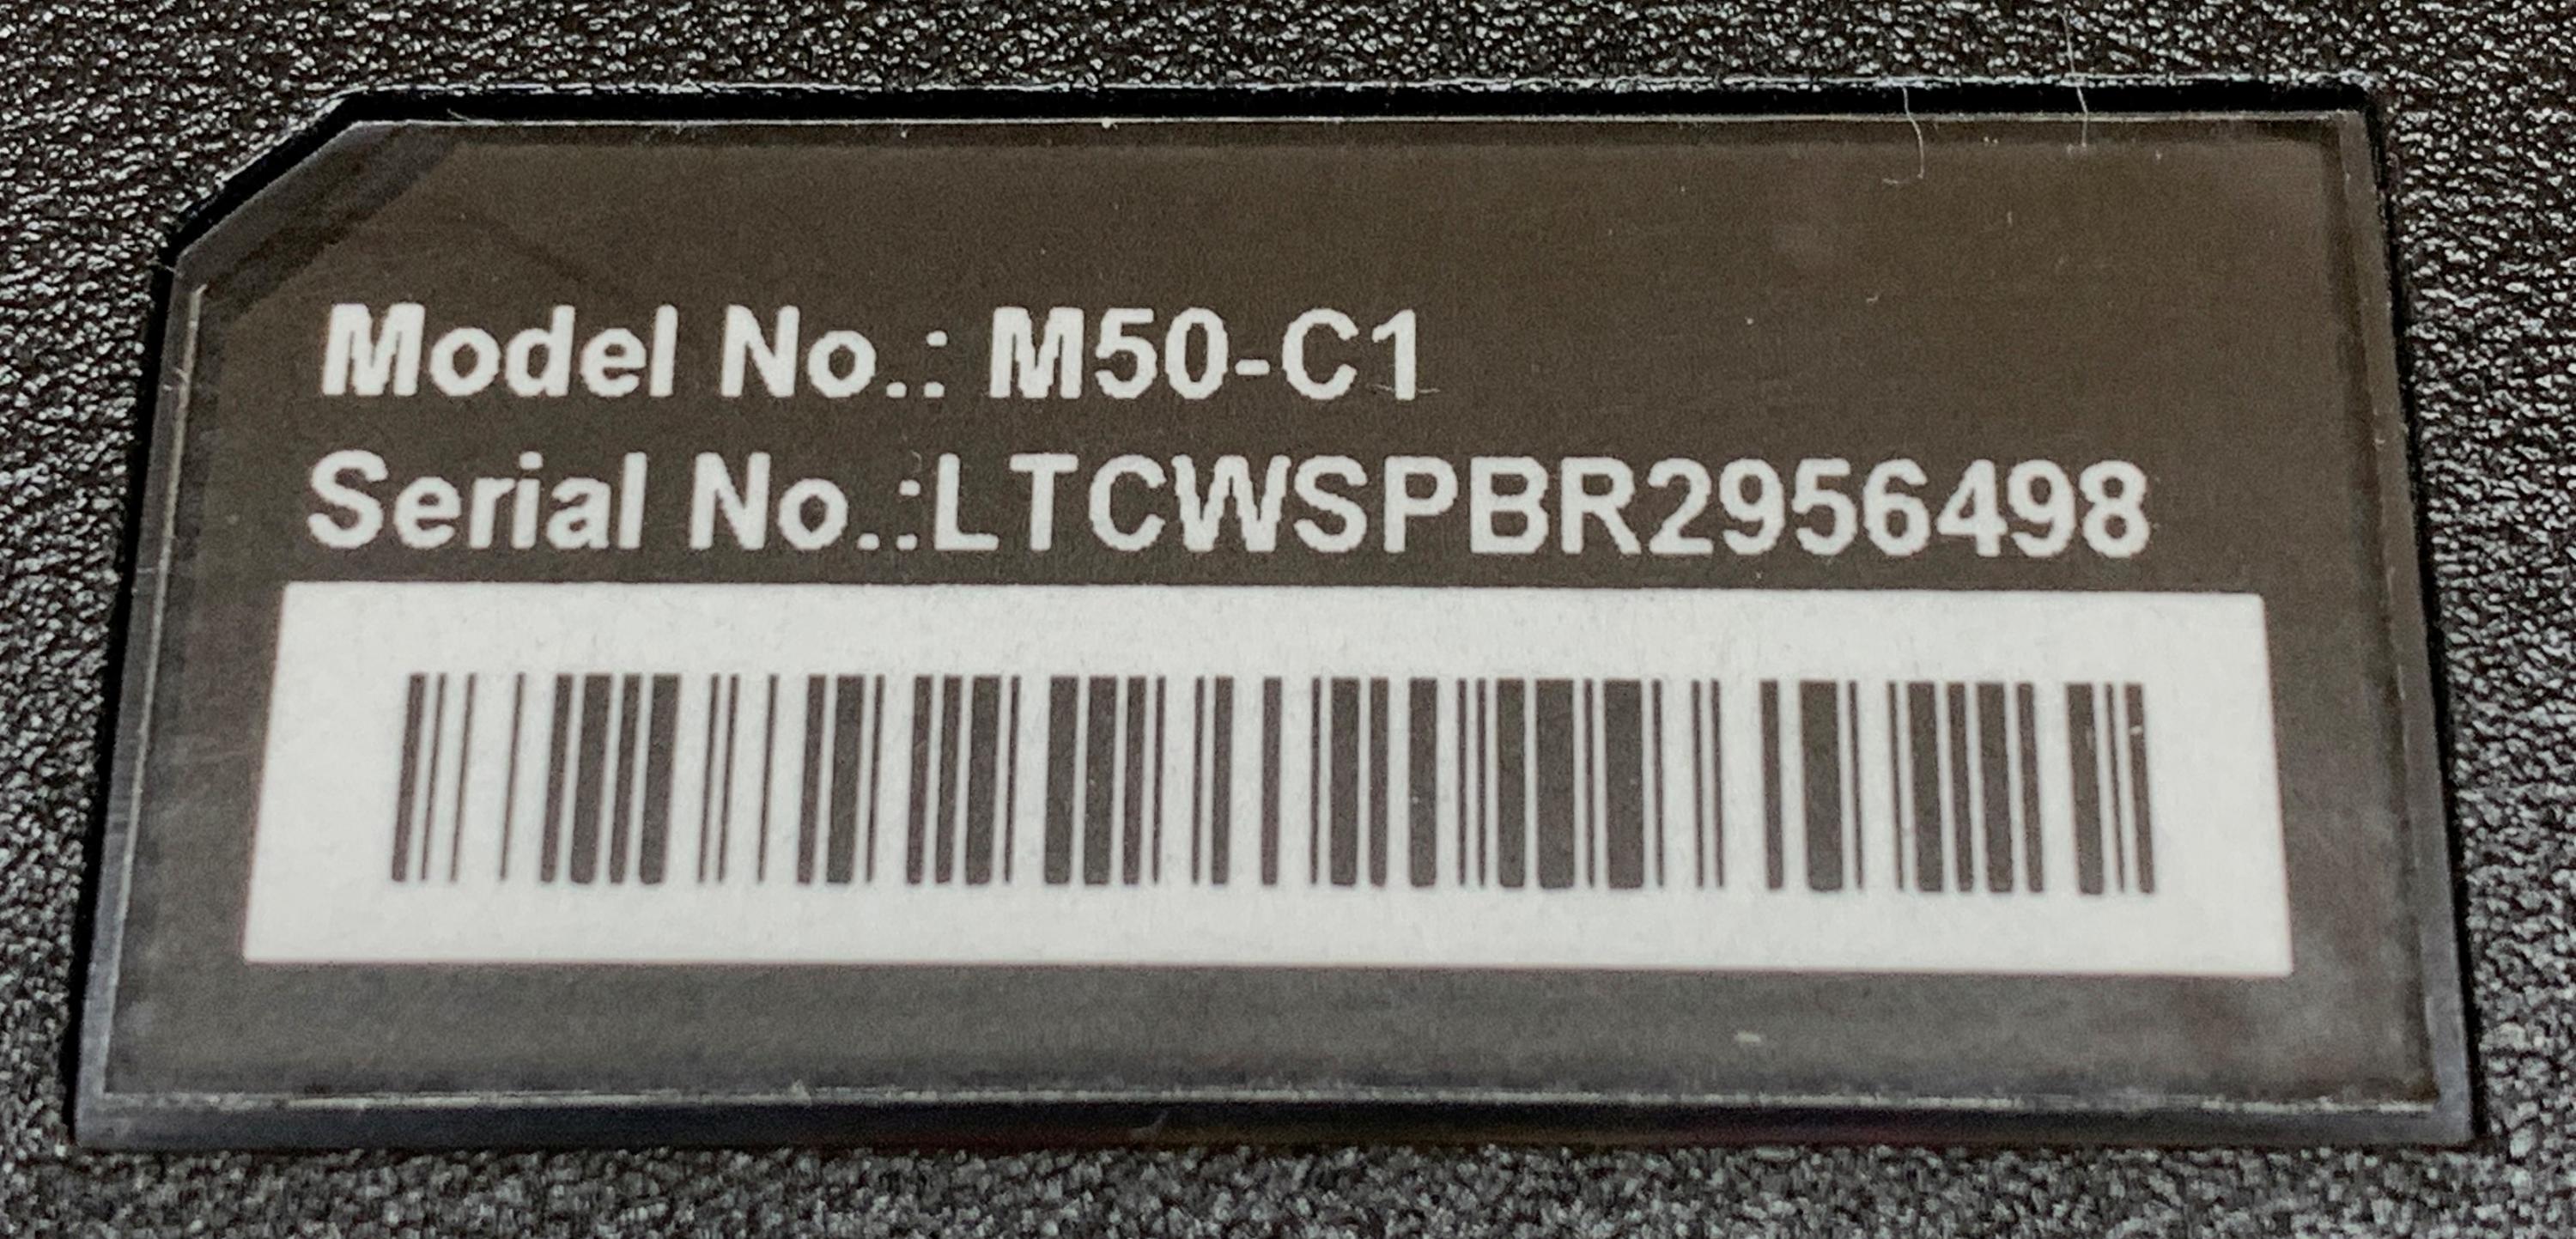 Model No.: M50-C1
Serial No.:LTCWSPBR2956498